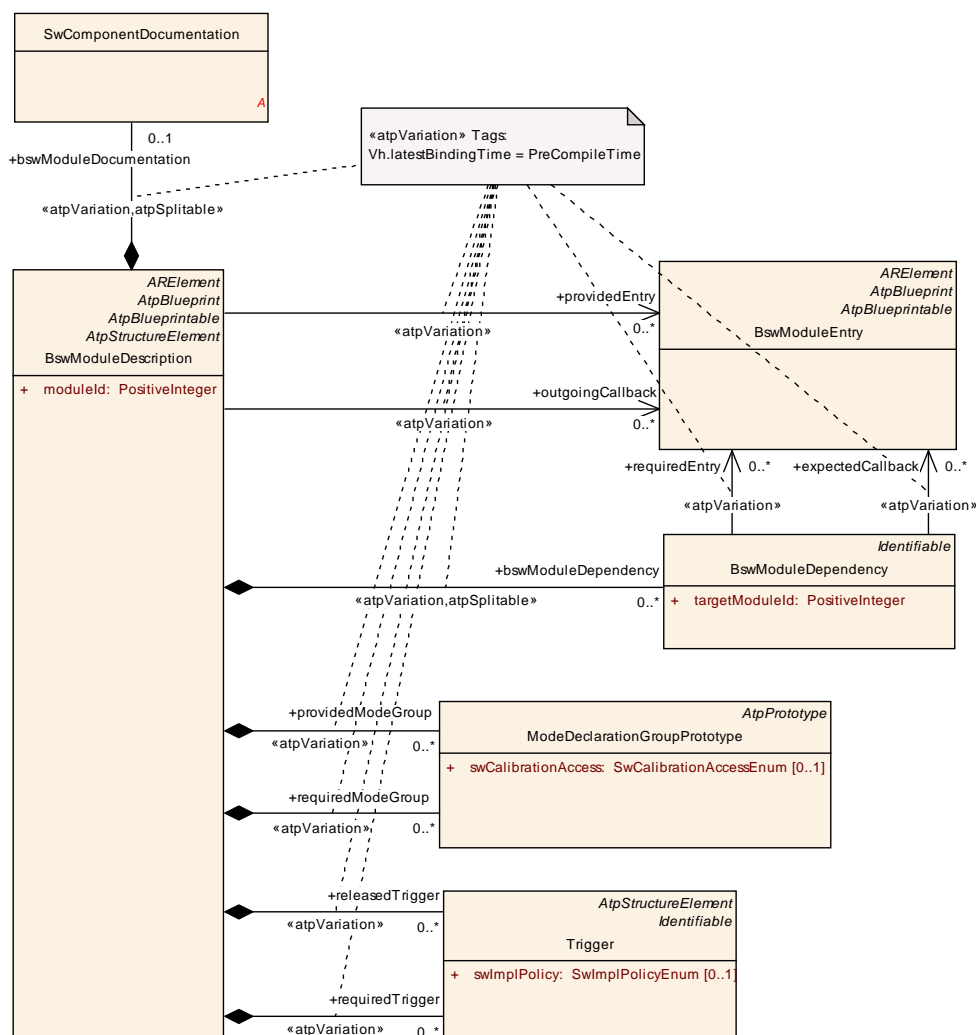 SwComponentDocumentation
A
0..1
+bswModuleDocumentation
«atpVariation,atpSplitable»
«atpVariation» Tags:
Vh.latestBindingTime = PreCompileTime
ARElement
AtpBlueprint
AtpBlueprintable
AtpStructureElement
BswModuleDescription
+ moduleId: PositiveInteger
ARElement
AtpBlueprint
AtpBlueprintable
BswModuleEntry
+providedEntry
«atpVariation»
0..*
+outgoingCallback
«atpVariation»
0..*
+requiredEntry
0..*
«atpVariation»
+expectedCallback
0..*
«atpVariation»
Identifiable
BswModuleDependency
+ targetModuleId: PositiveInteger
+bswModuleDependency
«atpVariation,atpSplitable»
0..*
+providedModeGroup
«atpVariation»
0..*
AtpPrototype
ModeDeclarationGroupPrototype
+ swCalibrationAccess: SwCalibrationAccessEnum [0..1]
+requiredModeGroup
«atpVariation»
0..*
+releasedTrigger
«atpVariation»
0..*
AtpStructureElement
Identifiable
Trigger
+ swImplPolicy: SwImplPolicyEnum [0..1]
+requiredTrigger
«atpVariation»
0..*